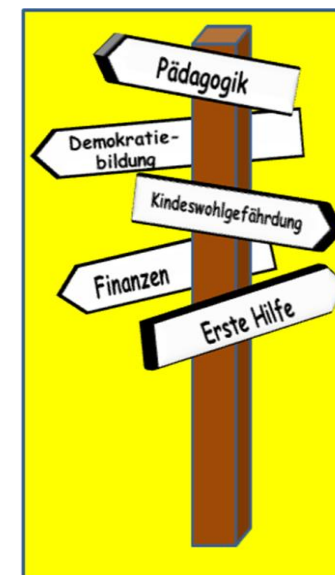 Pädagogik
Demokratie-
bildung
Kindeswohlgefährdung
Finanzen
Erste Hilfe